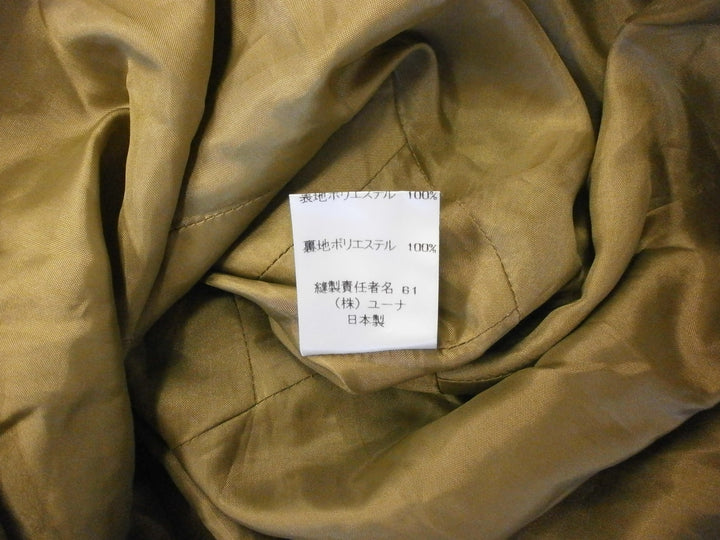 表地ポリエステル 100%
裏地ポリエステル 100%
縫製責任者名 61
(株) ユーナ
日本製